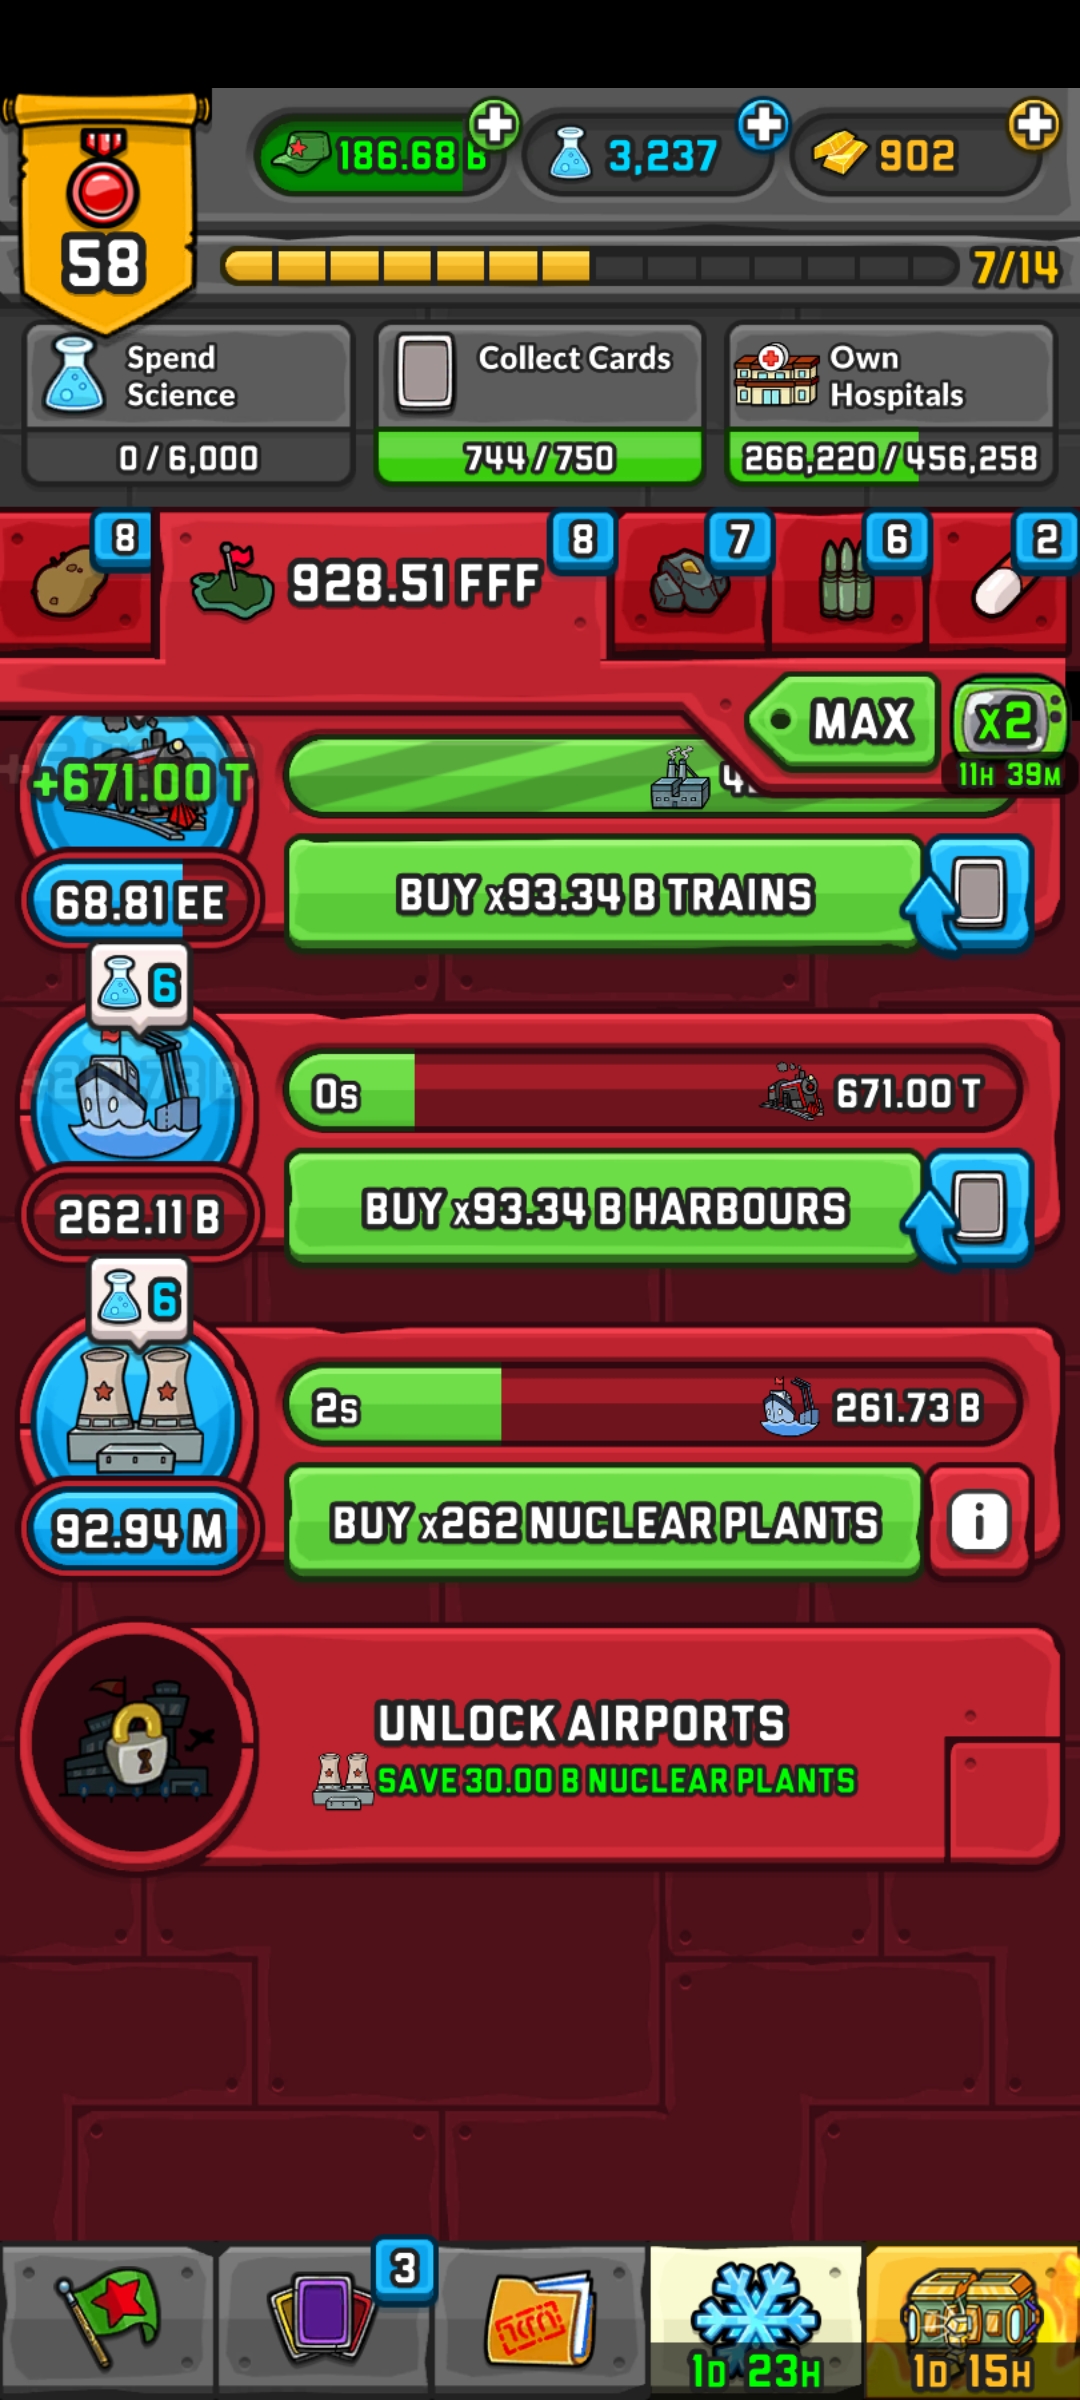 58
186.68 B
3,237
902
7/14
Spend
Science
0 / 6,000
Collect Cards
744 / 750
Own
Hospitals
266,220 / 456,258
8
928.51 FFF
8
7
6
2
MAX
x2
11H 39M
+671.00 T
68.81 EE
BUY x93.34 B TRAINS
6
0s
671.00 T
262.11 B
BUY x93.34 B HARBOURS
6
2s
261.73 B
92.94 M
BUY x262 NUCLEAR PLANTS
i
UNLOCK AIRPORTS
SAVE 30.00 B NUCLEAR PLANTS
3
1D 23H
1D 15H